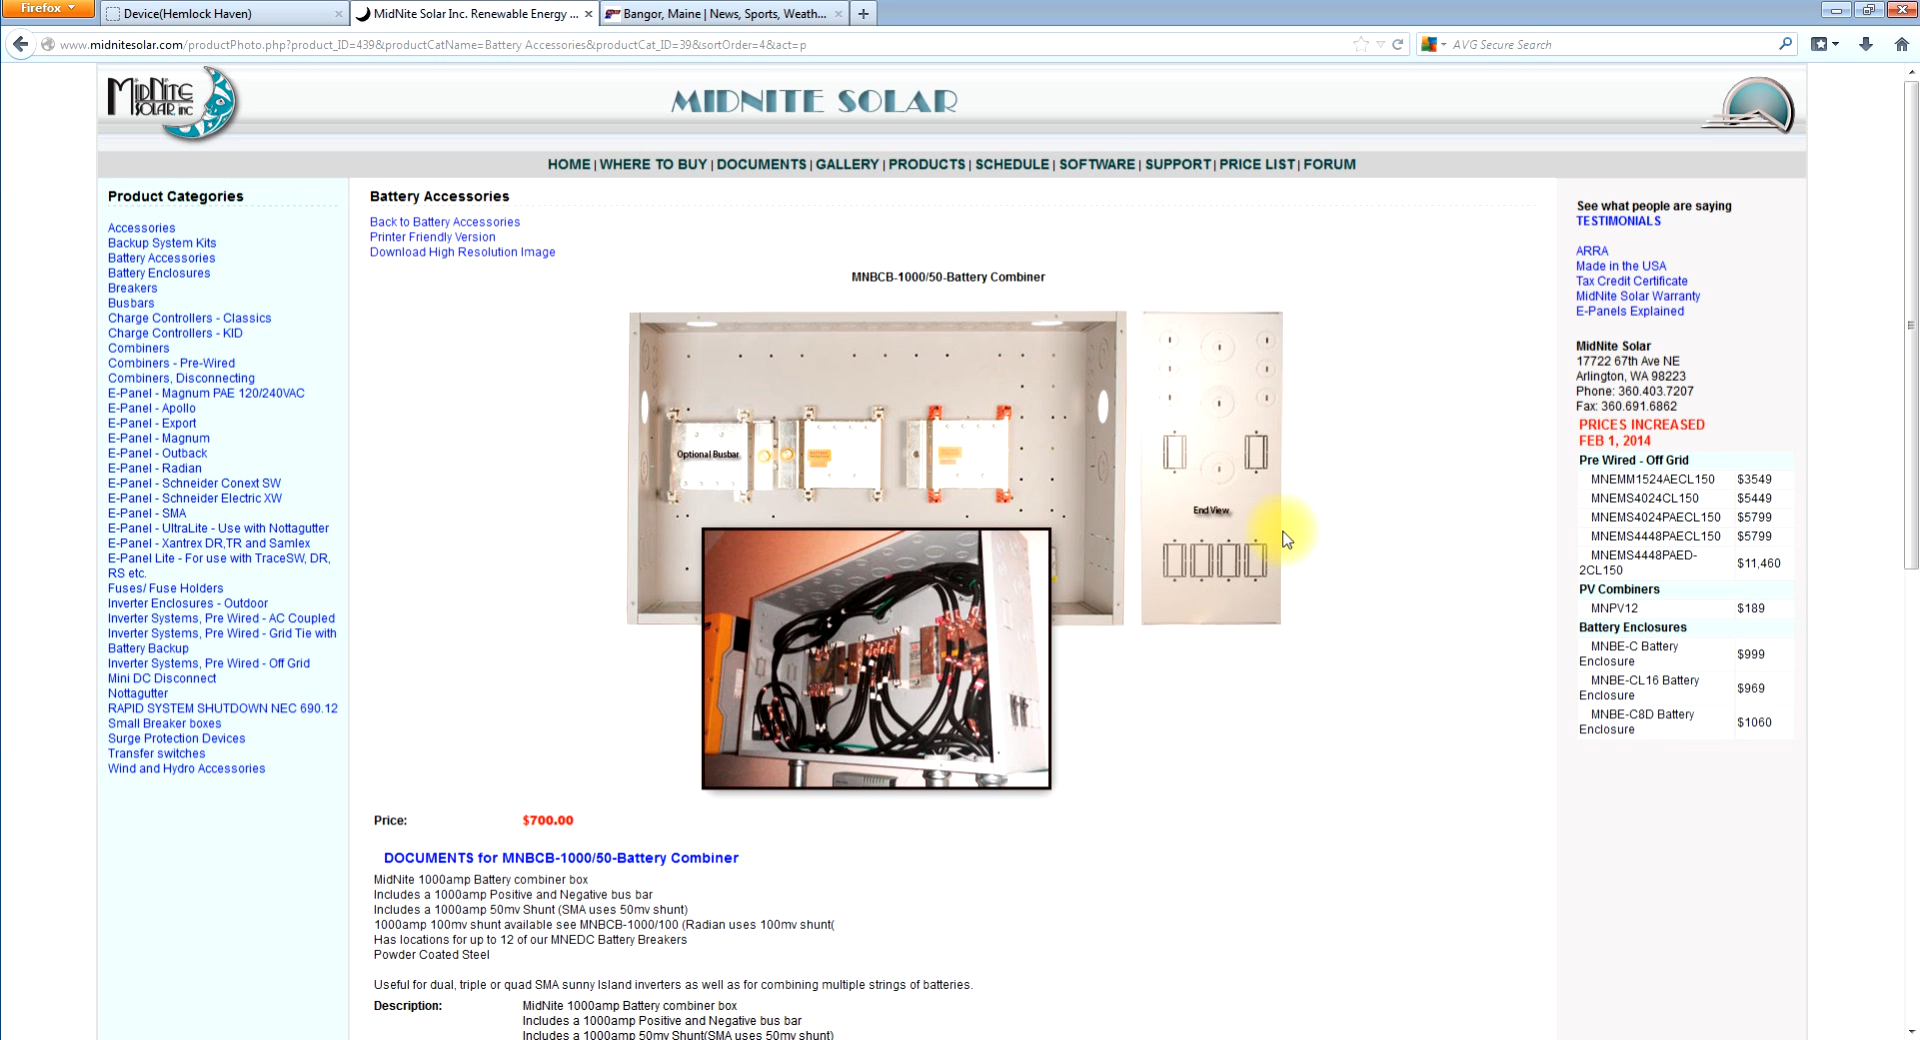 Firefox
Device(Hemlock Haven)
MidNite Solar Inc. Renewable Energy ...
Bangor, Maine | News, Sports, Weath...
www.midnitesolar.com/productPhoto.php?product_ID=439&productCatName=Battery Accessories&productCat_ID=39&sortOrder=4&act=p
AVG Secure Search
MIDNITE SOLAR, INC
MIDNITE SOLAR
HOME | WHERE TO BUY | DOCUMENTS | GALLERY | PRODUCTS | SCHEDULE | SOFTWARE | SUPPORT | PRICE LIST | FORUM
Product Categories
Accessories
Backup System Kits
Battery Accessories
Battery Enclosures
Breakers
Busbars
Charge Controllers - Classics
Charge Controllers - KID
Combiners
Combiners - Pre-Wired
Combiners, Disconnecting
E-Panel - Magnum PAE 120/240VAC
E-Panel - Apollo
E-Panel - Export
E-Panel - Magnum
E-Panel - Outback
E-Panel - Radian
E-Panel - Schneider Conext SW
E-Panel - Schneider Electric XW
E-Panel - SMA
E-Panel - UltraLite - Use with Nottagutter
E-Panel - Xantrex DR,TR and Samlex
E-Panel Lite - For use with TraceSW, DR,
RS etc.
Fuses/ Fuse Holders
Inverter Enclosures - Outdoor
Inverter Systems, Pre Wired - AC Coupled
Inverter Systems, Pre Wired - Grid Tie with
Battery Backup
Inverter Systems, Pre Wired - Off Grid
Mini DC Disconnect
Nottagutter
RAPID SYSTEM SHUTDOWN NEC 690.12
Small Breaker boxes
Surge Protection Devices
Transfer switches
Wind and Hydro Accessories
Battery Accessories
Back to Battery Accessories
Printer Friendly Version
Download High Resolution Image
MNBCB-1000/50-Battery Combiner
Optional Busbar
End View
Price: $700.00
DOCUMENTS for MNBCB-1000/50-Battery Combiner
MidNite 1000amp Battery combiner box
Includes a 1000amp Positive and Negative bus bar
Includes a 1000amp 50mv Shunt (SMA uses 50mv shunt)
1000amp 100mv shunt available see MNBCB-1000/100 (Radian uses 100mv shunt(
Has locations for up to 12 of our MNEDC Battery Breakers
Powder Coated Steel
Useful for dual, triple or quad SMA sunny Island inverters as well as for combining multiple strings of batteries.
Description: MidNite 1000amp Battery combiner box
Includes a 1000amp Positive and Negative bus bar
Includes a 1000amp 50mv Shunt(SMA uses 50mv shunt)
See what people are saying
TESTIMONIALS
ARRA
Made in the USA
Tax Credit Certificate
MidNite Solar Warranty
E-Panels Explained
MidNite Solar
17722 67th Ave NE
Arlington, WA 98223
Phone: 360.403.7207
Fax: 360.691.6862
PRICES INCREASED
FEB 1, 2014
Pre Wired - Off Grid
MNEMM1524AECL150 $3549
MNEMS4024CL150 $5449
MNEMS4024PAECL150 $5799
MNEMS4448PAECL150 $5799
MNEMS4448PAED-
2CL150 $11,460
PV Combiners
MNPV12 $189
Battery Enclosures
MNBE-C Battery
Enclosure $999
MNBE-CL16 Battery
Enclosure $969
MNBE-C8D Battery
Enclosure $1060